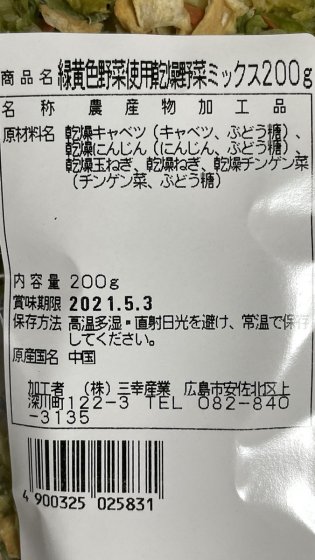 商品名 緑黄色野菜使用乾燥野菜ミックス200g
名称 農産物加工品
原材料名 乾燥キャベツ(キャベツ、ぶどう糖)、
乾燥にんじん(にんじん、ぶどう糖)、
乾燥玉ねぎ、乾燥ねぎ、乾燥チンゲン菜
(チンゲン菜、ぶどう糖)
内容量 200g
賞味期限 2021.5.3
保存方法 高温多湿・直射日光を避け、常温で保存
してください。
原産国名 中国
加工者 (株)三幸産業 広島市安佐北区上
深川町122-3 TEL 082-840
-3135
4 900325 025831